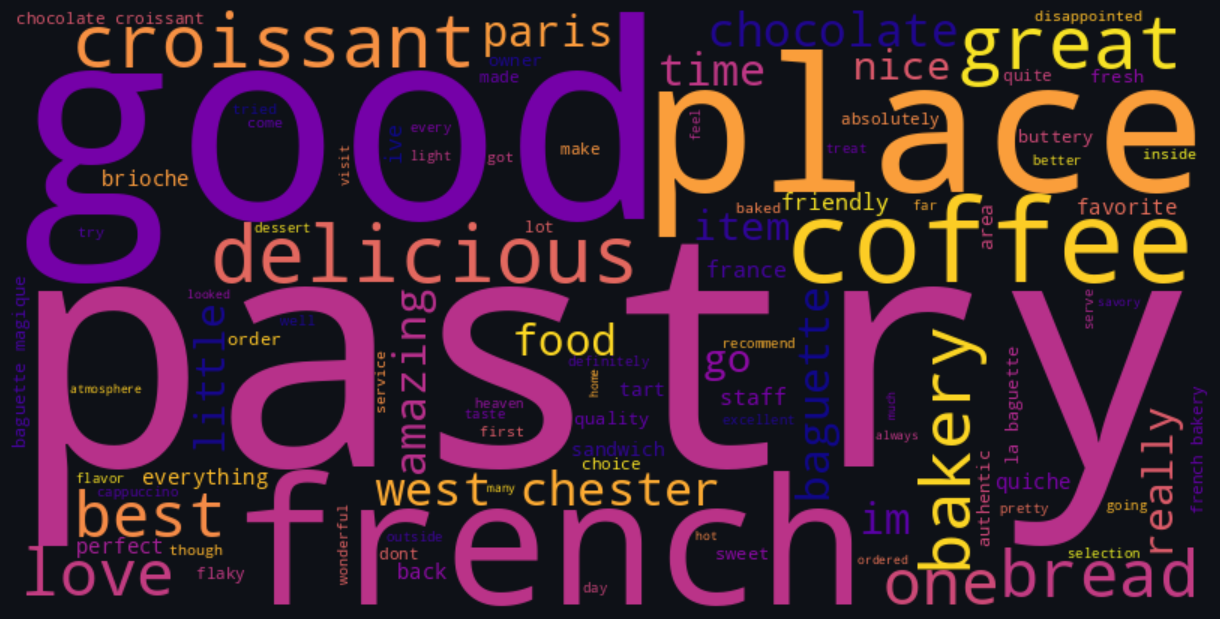 chocolate croissant
croissant
paris
chocolate
great
disappointed
owner
made
time
nice
quite
fresh
good
place
tried
come
ive
every
light
got
visit
make
feel
absolutely
treat
buttery
better
inside
brioche
try
dessert
delicious
lot
baked
friendly
far
area
favorite
item
coffee
france
baguette magique
pastry
looked
little
well
order
atmosphere
service
amazing
food
definitely
home
recommend
go
tart
staff
heaven
taste
first
quality
excellent
sandwich
choice
baguette
much
always
serve
savory
bakery
la baguette
really
french bakery
authentic
quiche
pretty
going
flavor
everything
cappuccino
west
many
chester
best
french
im
perfect
though
love
flaky
wonderful
outside
dont
back
day
hot
sweet
ordered
one
selection
bread